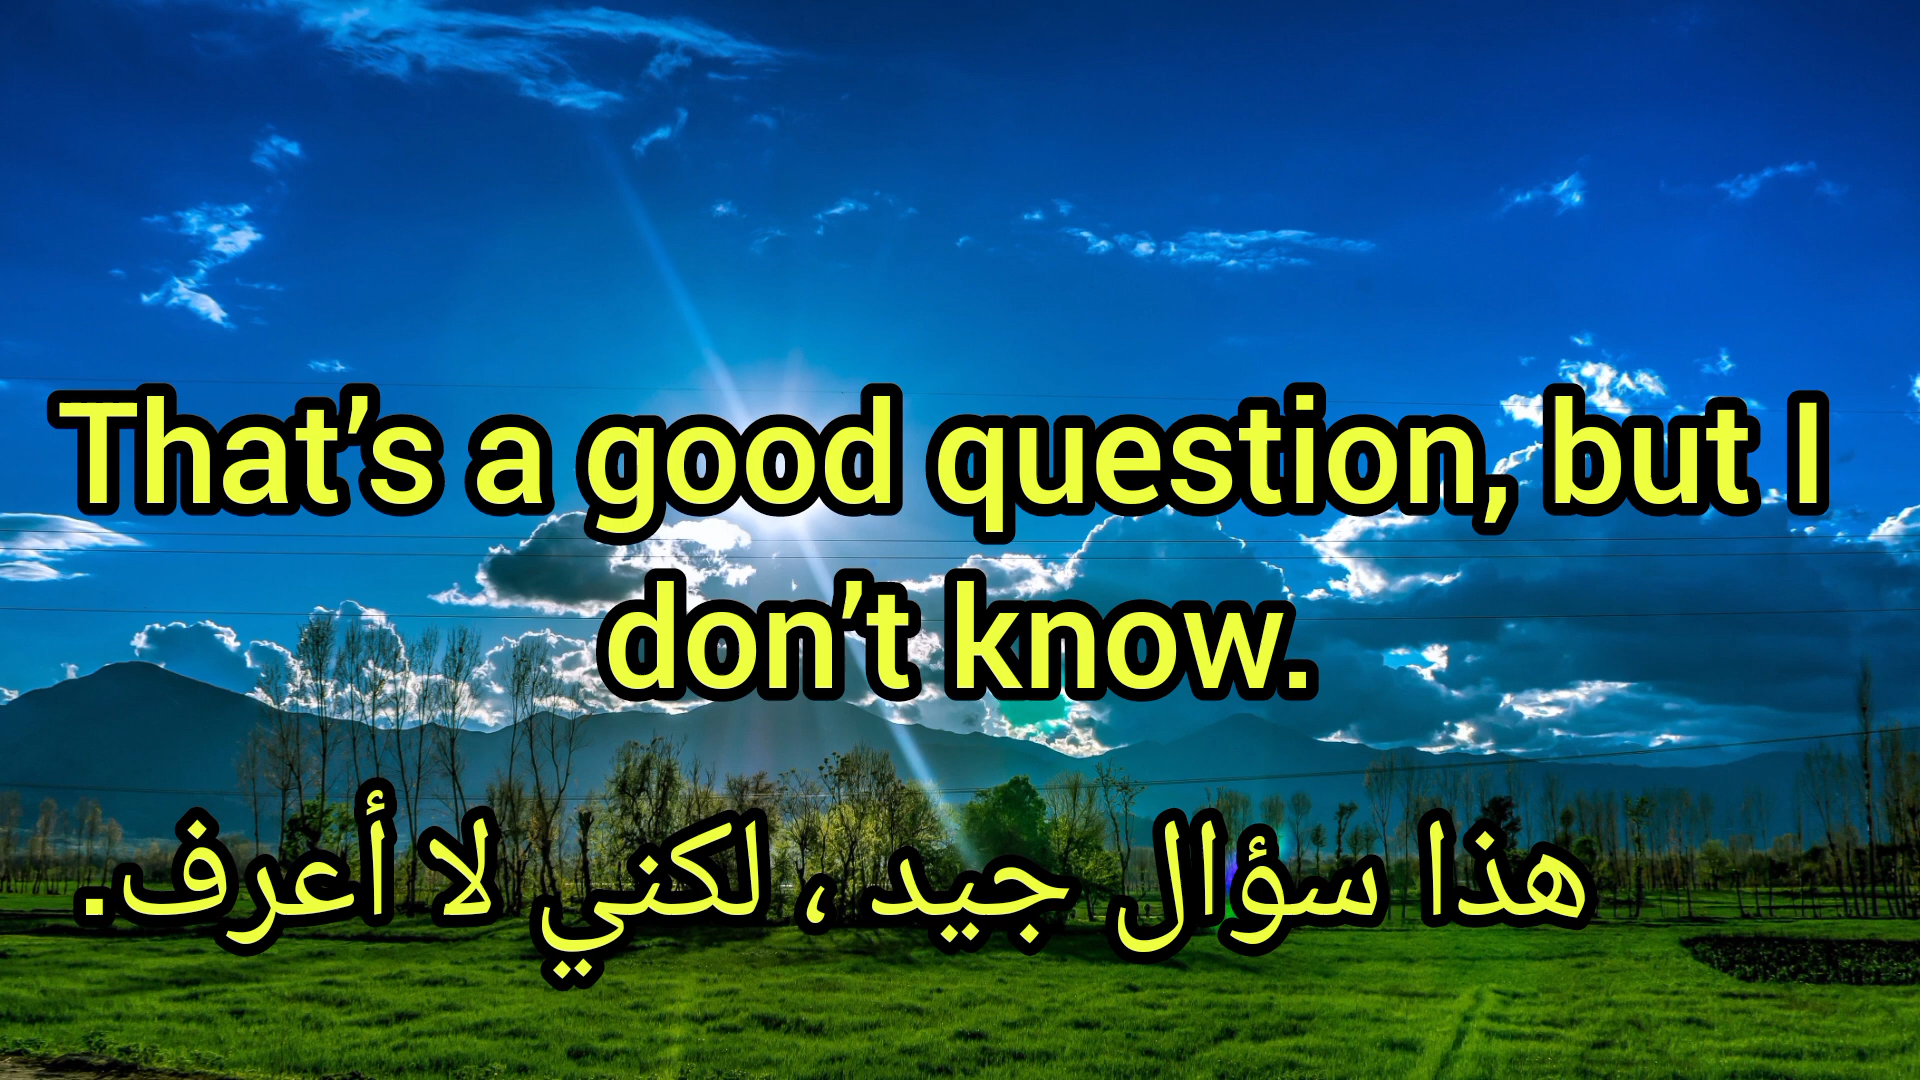 That’s a good question, but I
don’t know.
هذا سؤال جيد ، لكني لا أعرف.